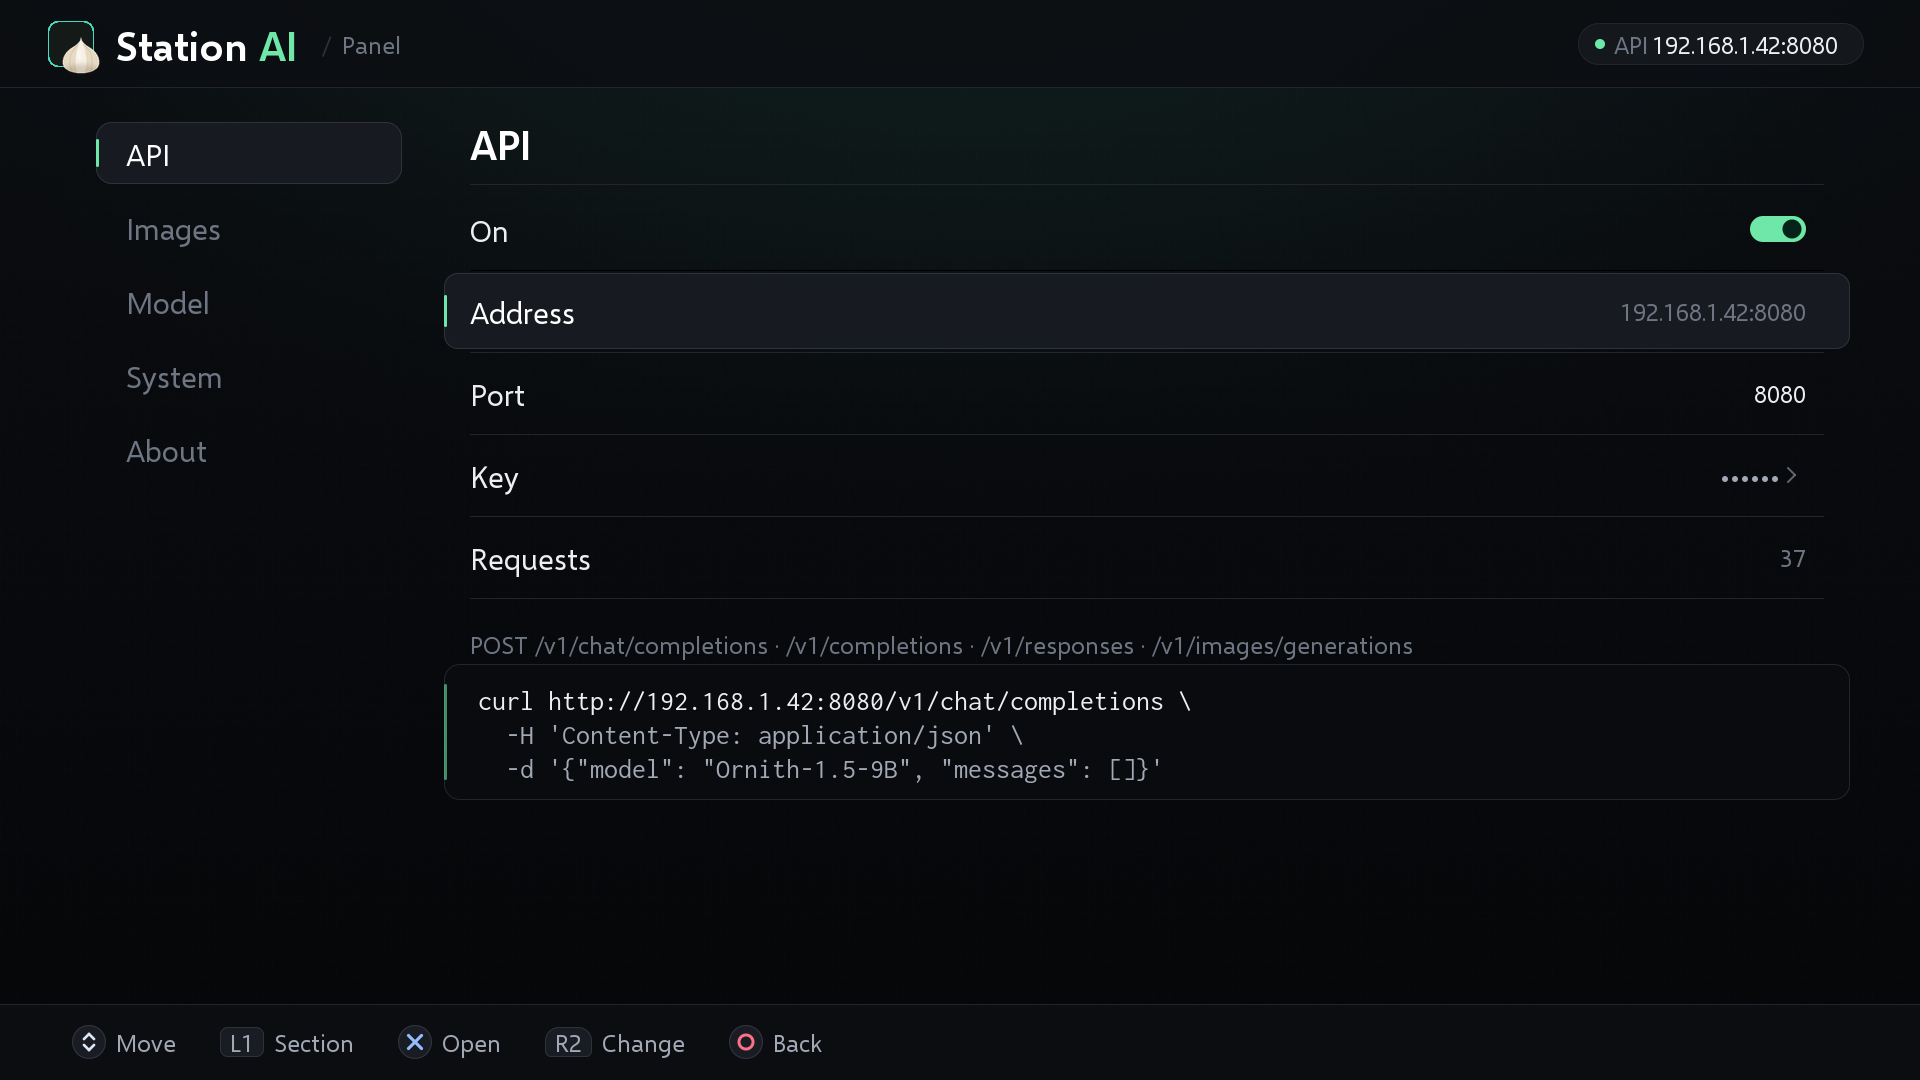 Station AI / Panel
API 192.168.1.42:8080
API
Images
Model
System
About
API
On
Address 192.168.1.42:8080
Port 8080
Key ••••••
Requests 37
POST /v1/chat/completions · /v1/completions · /v1/responses · /v1/images/generations
curl http://192.168.1.42:8080/v1/chat/completions \
-H 'Content-Type: application/json' \
-d '{"model": "Ornith-1.5-9B", "messages": []}'
Move L1 Section Open R2 Change Back